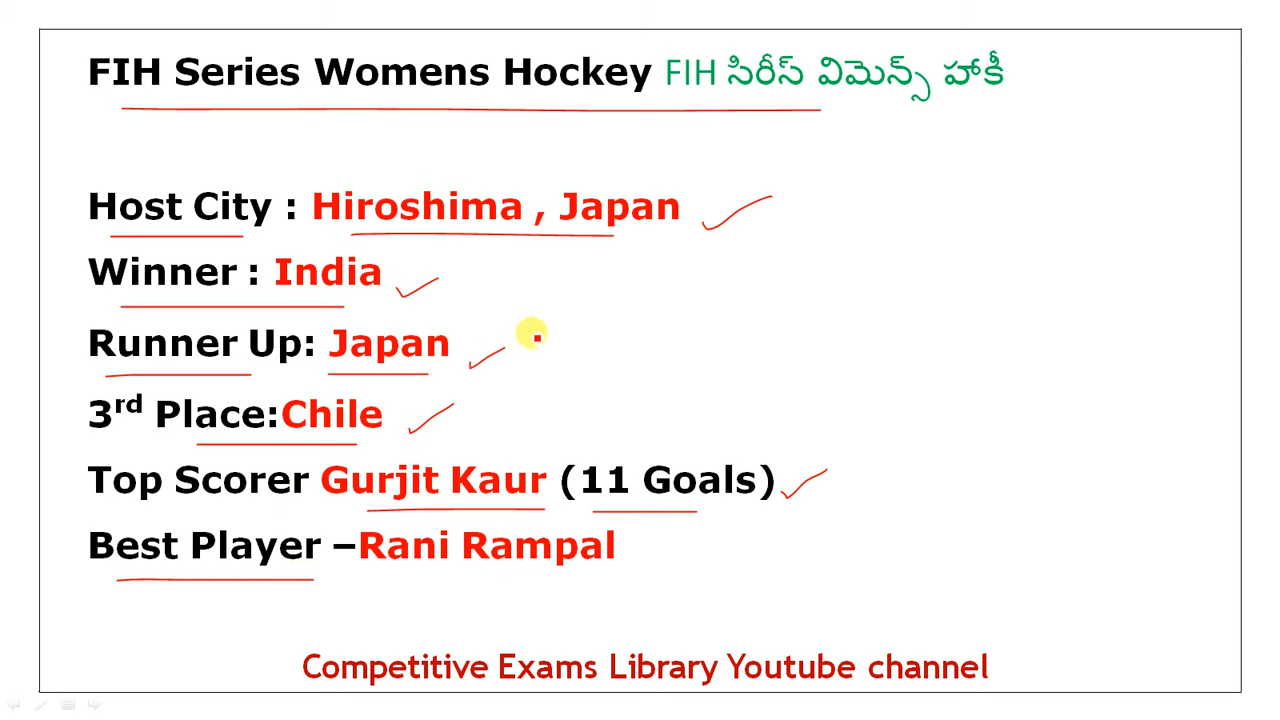 FIH Series Womens Hockey FIH సిరీస్ విమెన్స్ హాకీ
Host City : Hiroshima , Japan
Winner : India
Runner Up: Japan
3rd Place:Chile
Top Scorer Gurjit Kaur (11 Goals)
Best Player –Rani Rampal
Competitive Exams Library Youtube channel